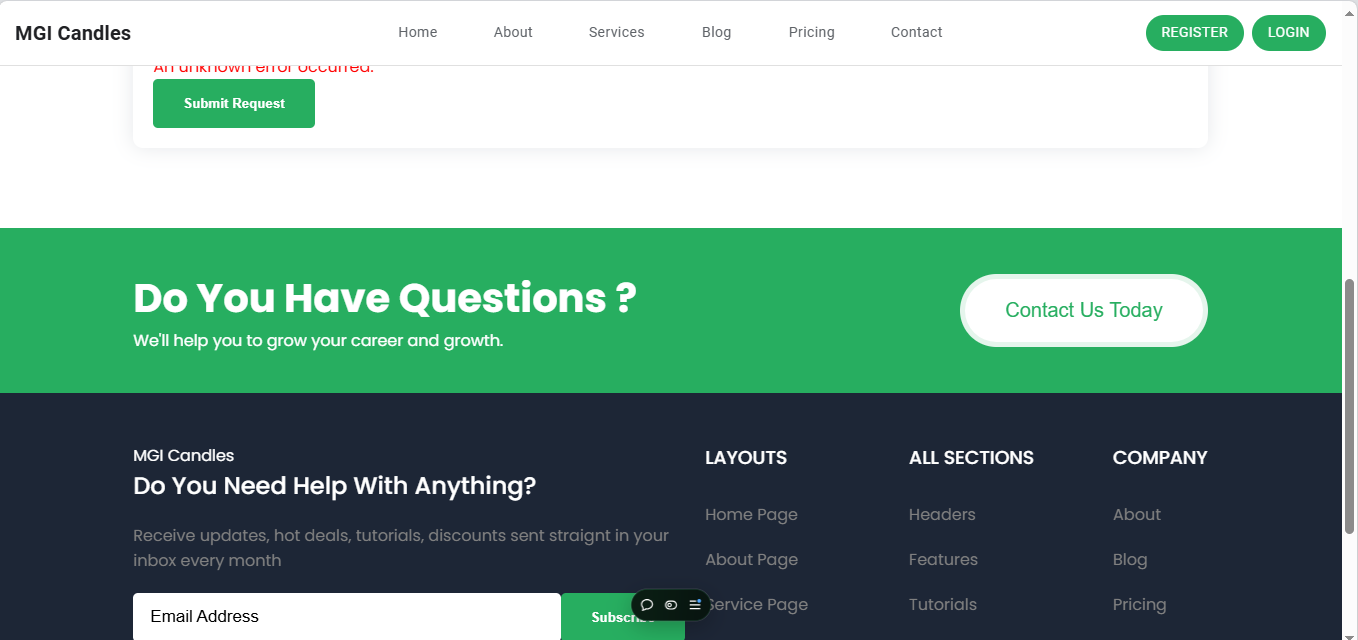 MGI Candles
Home
About
Services
Blog
Pricing
Contact
REGISTER
LOGIN
An unknown error occurred.
Submit Request
Do You Have Questions ?
We'll help you to grow your career and growth.
Contact Us Today
MGI Candles
Do You Need Help With Anything?
Receive updates, hot deals, tutorials, discounts sent straignt in your
inbox every month
Email Address
LAYOUTS
Home Page
About Page
Service Page
ALL SECTIONS
Headers
Features
Tutorials
COMPANY
About
Blog
Pricing